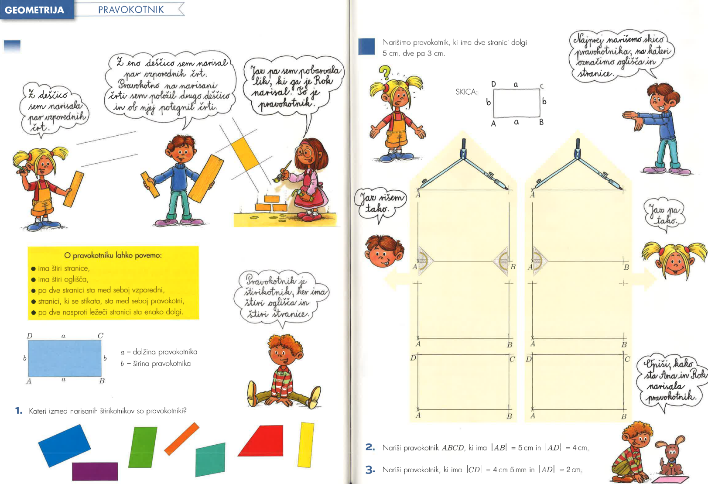 GEOMETRIJA
PRAVOKOTNIK
Z deščico
sem narisala
par vzporednih
črt.
Z eno deščico sem narisal
par vzporednih črt.
Pravokotno na narisani
črti sem položil drugo deščico
in ob njej potegnil črti.
Jaz pa sem pobarvala
lik, ki ga je Rok
narisal. To je
pravokotnik.
O pravokotniku lahko povemo:
ima štiri stranice,
ima štiri oglišča,
po dve stranici sta med seboj vzporedni,
stranici, ki se stikata, sta med seboj pravokotni,
po dve nasproti ležeči stranici sta enako dolgi.
Pravokotnik je
štirikotnik, ker ima
štiri oglišča in
štiri stranice.
D a C
b b
A a B
a – dolžina pravokotnika
b – širina pravokotnika
1. Kateri izmed narisanih štirikotnikov so pravokotniki?
Narišimo pravokotnik, ki ima dve stranici dolgi
5 cm, dve pa 3 cm.
Najprej narišemo skico
pravokotnika, na kateri
označimo oglišča in
stranice.
?
SKICA:
D a C
b b
A a B
Jaz rišem
tako.
Jaz pa
tako.
A
A B
D C
A B
A
A B
D C
A B
Opiši, kako
sta Ana in Rok
narisala
pravokotnik.
2. Nariši pravokotnik ABCD, ki ima |AB| = 5 cm in |AD| = 4 cm.
3. Nariši pravokotnik, ki ima |CD| = 4 cm 5 mm in |AD| = 2 cm.